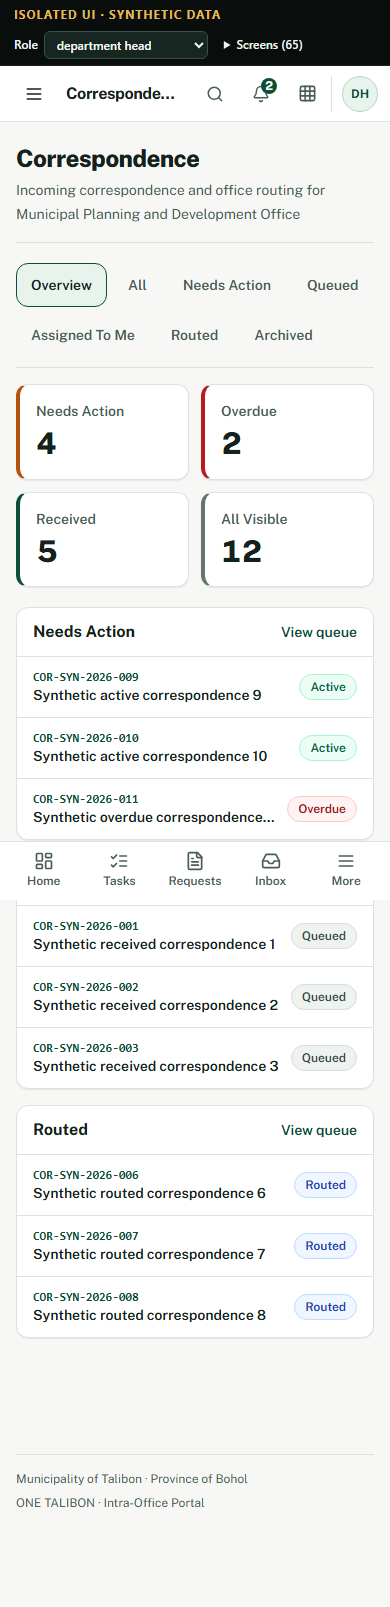 ISOLATED UI · SYNTHETIC DATA
Role department head ▶ Screens (65)
Corresponde... 2 DH
Correspondence
Incoming correspondence and office routing for
Municipal Planning and Development Office
Overview All Needs Action Queued
Assigned To Me Routed Archived
Needs Action Overdue
4 2
Received All Visible
5 12
Needs Action View queue
COR-SYN-2026-009
Synthetic active correspondence 9 Active
COR-SYN-2026-010
Synthetic active correspondence 10 Active
COR-SYN-2026-011
Synthetic overdue correspondence... Overdue
Home Tasks Requests Inbox More
COR-SYN-2026-001
Synthetic received correspondence 1 Queued
COR-SYN-2026-002
Synthetic received correspondence 2 Queued
COR-SYN-2026-003
Synthetic received correspondence 3 Queued
Routed View queue
COR-SYN-2026-006
Synthetic routed correspondence 6 Routed
COR-SYN-2026-007
Synthetic routed correspondence 7 Routed
COR-SYN-2026-008
Synthetic routed correspondence 8 Routed
Municipality of Talibon · Province of Bohol
ONE TALIBON · Intra-Office Portal